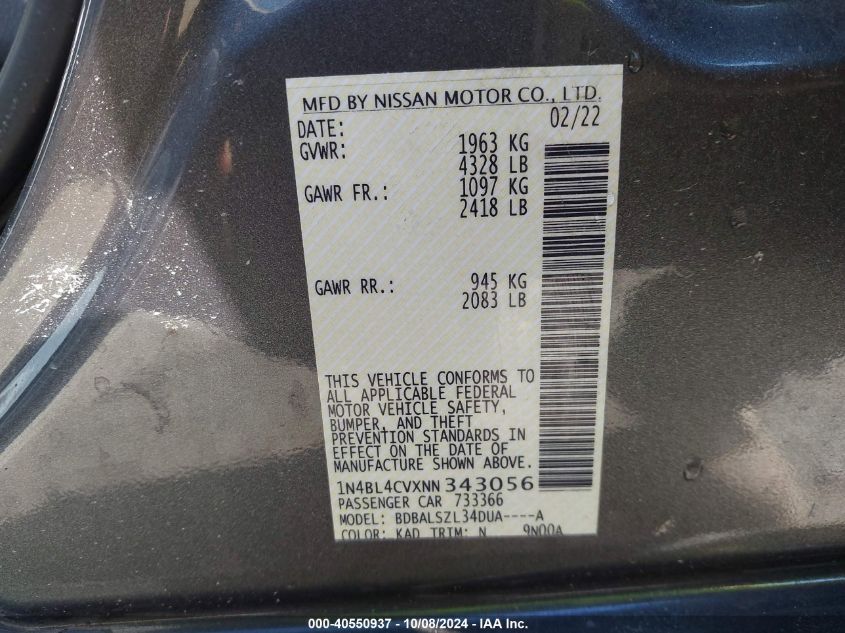 MFD BY NISSAN MOTOR CO., LTD.
DATE: 02/22
GVWR: 1963 KG
4328 LB
GAWR FR.: 1097 KG
2418 LB
GAWR RR.: 945 KG
2083 LB
THIS VEHICLE CONFORMS TO
ALL APPLICABLE FEDERAL
MOTOR VEHICLE SAFETY,
BUMPER, AND THEFT
PREVENTION STANDARDS IN
EFFECT ON THE DATE OF
MANUFACTURE SHOWN ABOVE.
1N4BL4CVXNN343056
PASSENGER CAR 733366
MODEL: BDBALSZL34DUA----A
COLOR: KAD TRIM: N 9N00A
000-40550937 - 10/08/2024 - IAA Inc.